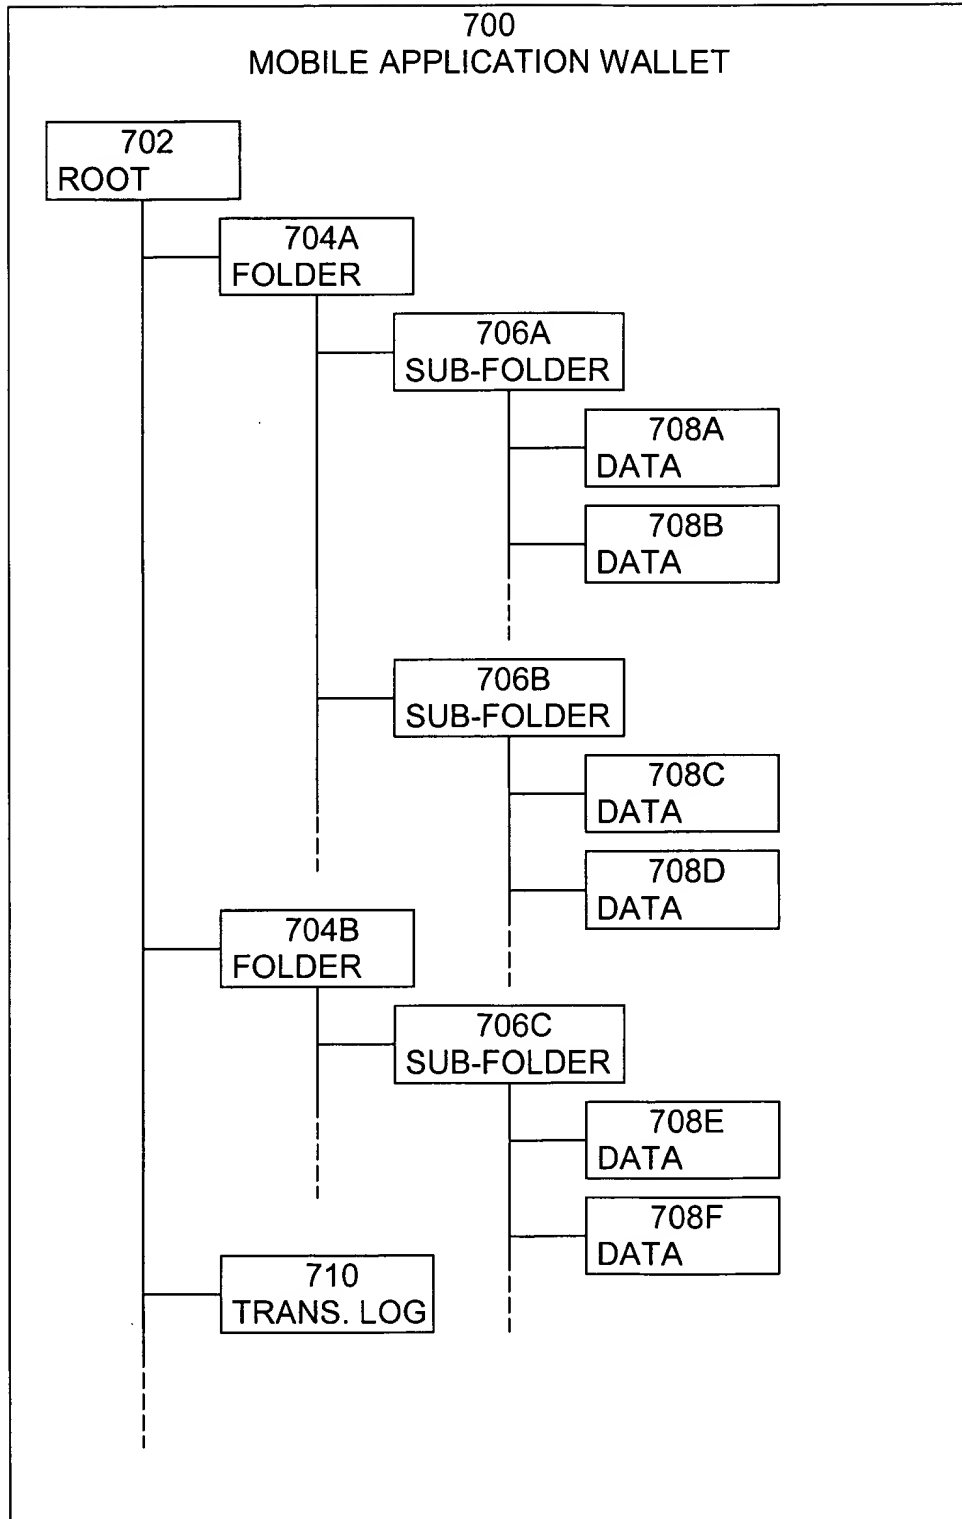 700
MOBILE APPLICATION WALLET
702
ROOT
704A
FOLDER
706A
SUB-FOLDER
708A
DATA
708B
DATA
706B
SUB-FOLDER
708C
DATA
708D
DATA
704B
FOLDER
706C
SUB-FOLDER
708E
DATA
708F
DATA
710
TRANS. LOG